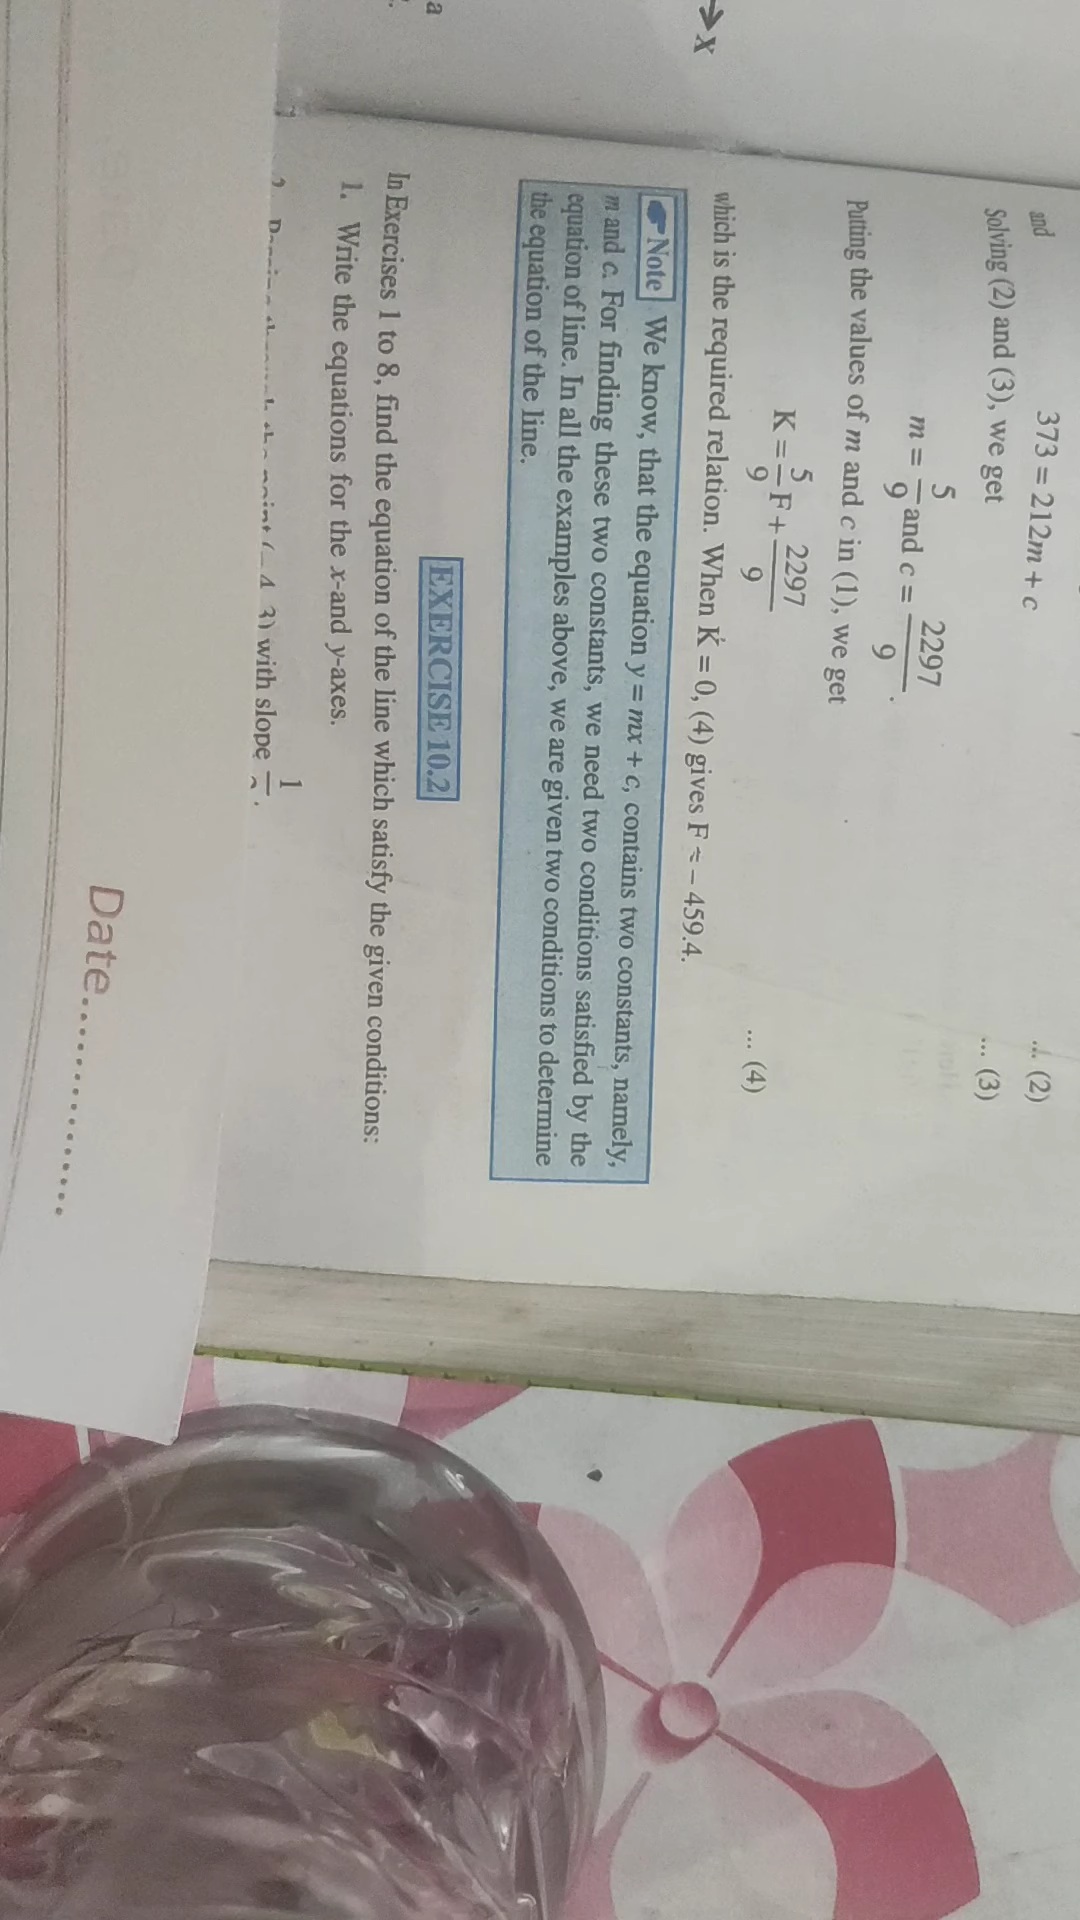 and
373 = 212m + c ... (2)
... (3)
Solving (2) and (3), we get
m = 5/9 and c = 2297/9.
Putting the values of m and c in (1), we get
K = 5/9 F + 2297/9 ... (4)
which is the required relation. When K = 0, (4) gives F = – 459.4.
Note We know, that the equation y = mx + c, contains two constants, namely,
m and c. For finding these two constants, we need two conditions satisfied by the
equation of line. In all the examples above, we are given two conditions to determine
the equation of the line.
EXERCISE 10.2
In Exercises 1 to 8, find the equation of the line which satisfy the given conditions:
1. Write the equations for the x-and y-axes.
with slope
Date..............
x
a